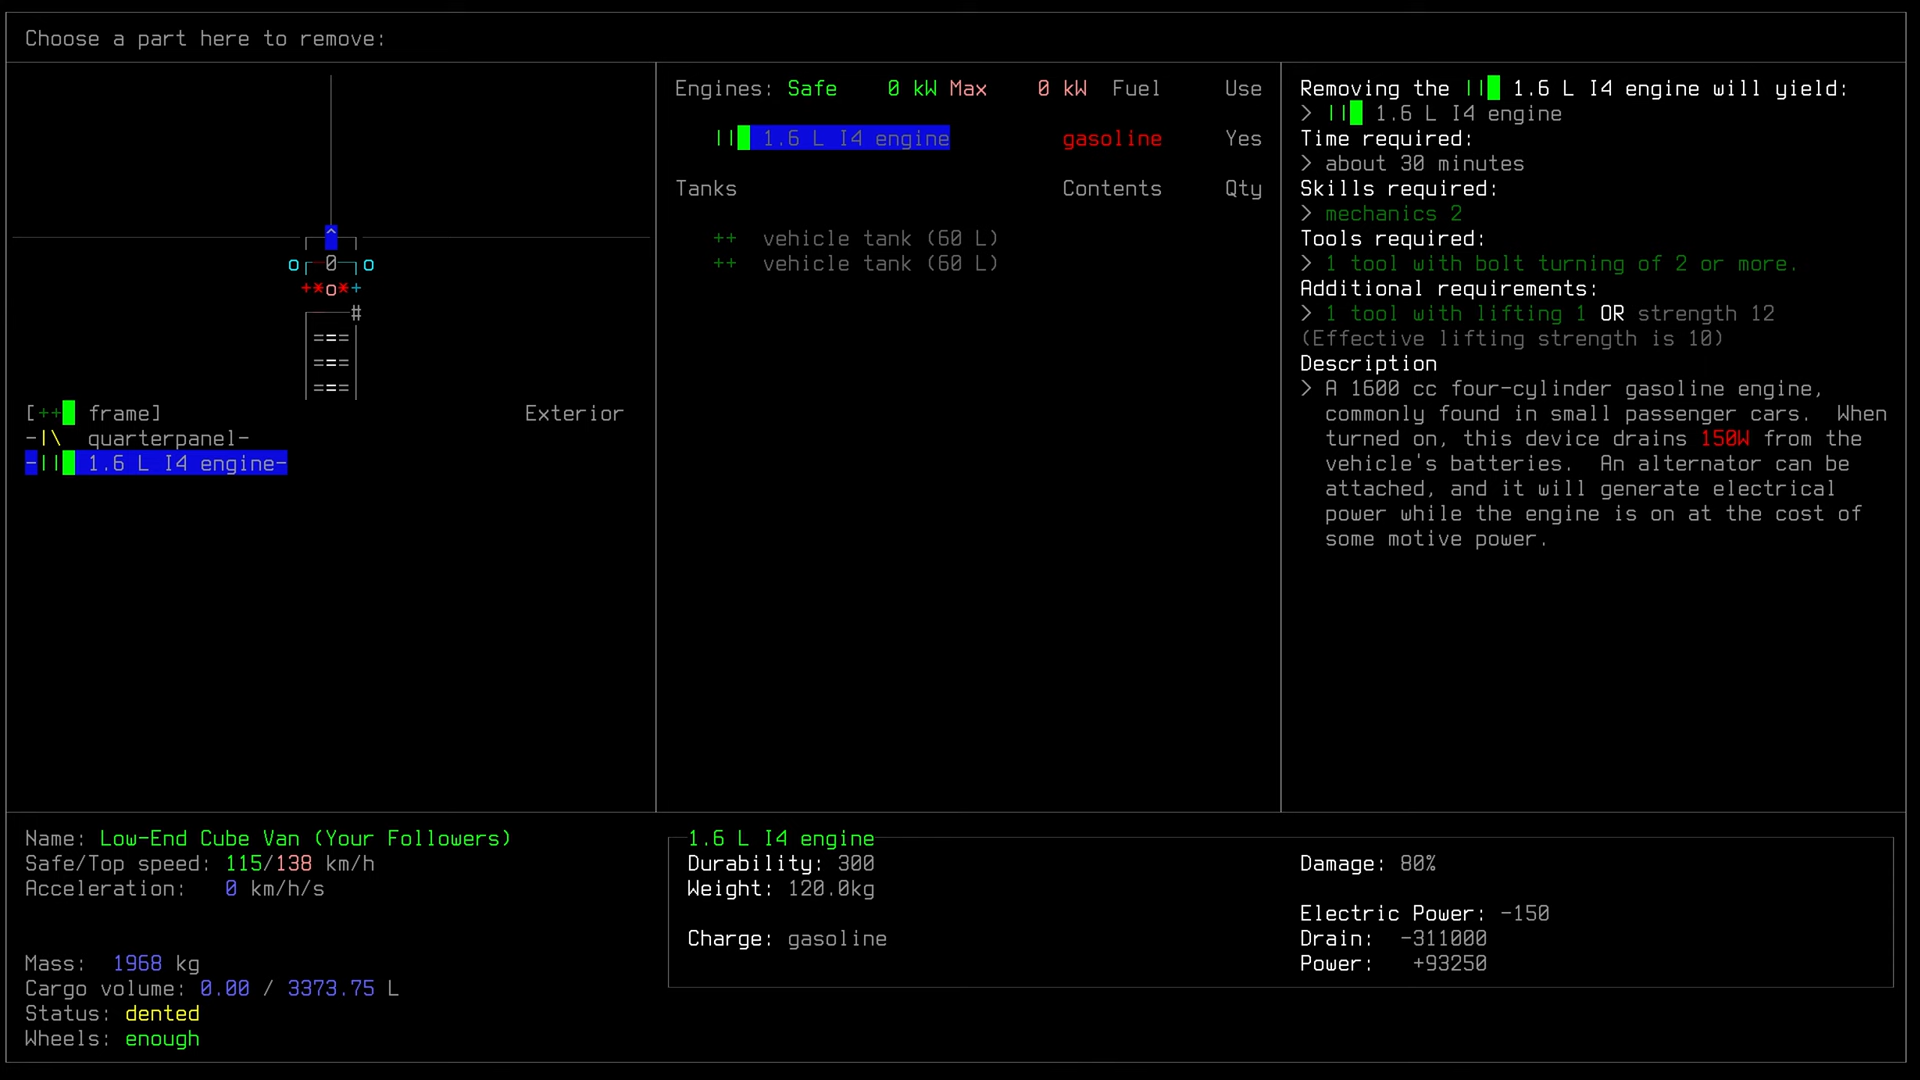 Choose a part here to remove:
[++ frame] Exterior
-|\ quarterpanel-
-|| 1.6 L I4 engine-
Engines: Safe 0 kW Max 0 kW Fuel Use
|| 1.6 L I4 engine gasoline Yes
Tanks Contents Qty
++ vehicle tank (60 L)
++ vehicle tank (60 L)
Removing the || 1.6 L I4 engine will yield:
> || 1.6 L I4 engine
Time required:
> about 30 minutes
Skills required:
> mechanics 2
Tools required:
> 1 tool with bolt turning of 2 or more.
Additional requirements:
> 1 tool with lifting 1 OR strength 12
(Effective lifting strength is 10)
Description
> A 1600 cc four-cylinder gasoline engine,
commonly found in small passenger cars. When
turned on, this device drains 150W from the
vehicle's batteries. An alternator can be
attached, and it will generate electrical
power while the engine is on at the cost of
some motive power.
Name: Low-End Cube Van (Your Followers)
Safe/Top speed: 115/138 km/h
Acceleration: 0 km/h/s
Mass: 1968 kg
Cargo volume: 0.00 / 3373.75 L
Status: dented
Wheels: enough
1.6 L I4 engine
Durability: 300
Weight: 120.0kg
Charge: gasoline
Damage: 80%
Electric Power: -150
Drain: -311000
Power: +93250